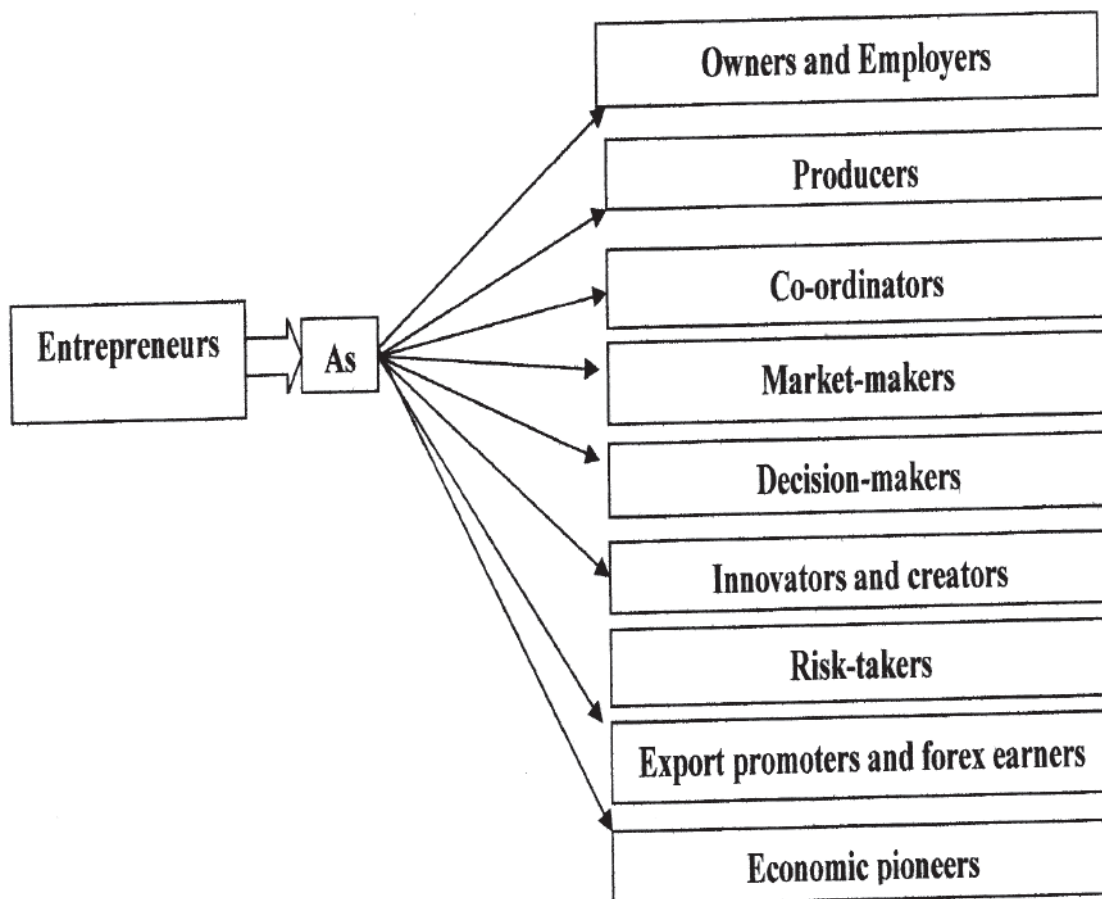 Owners and Employers
Producers
Co-ordinators
Entrepreneurs
As
Market-makers
Decision-makers
Innovators and creators
Risk-takers
Export promoters and forex earners
Economic pioneers